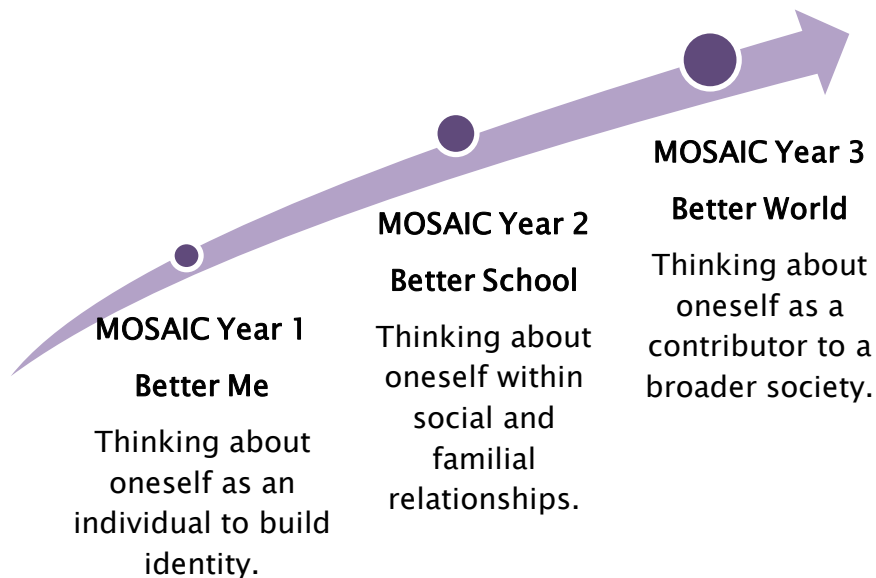 MOSAIC Year 1
Better Me
Thinking about
oneself as an
individual to build
identity.
MOSAIC Year 2
Better School
Thinking about
oneself within
social and
familial
relationships.
MOSAIC Year 3
Better World
Thinking about
oneself as a
contributor to a
broader society.